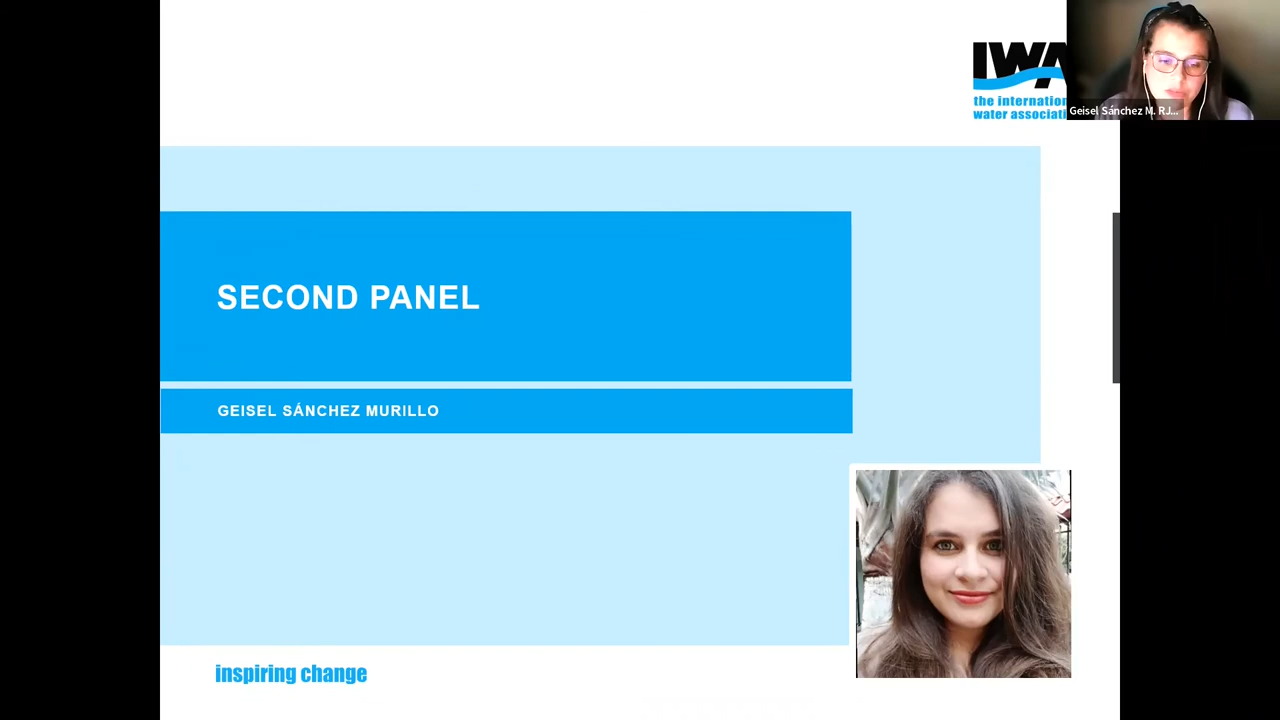 IWA
the internation
water associati
Geisel Sánchez M. RJ...
SECOND PANEL
GEISEL SÁNCHEZ MURILLO
inspiring change